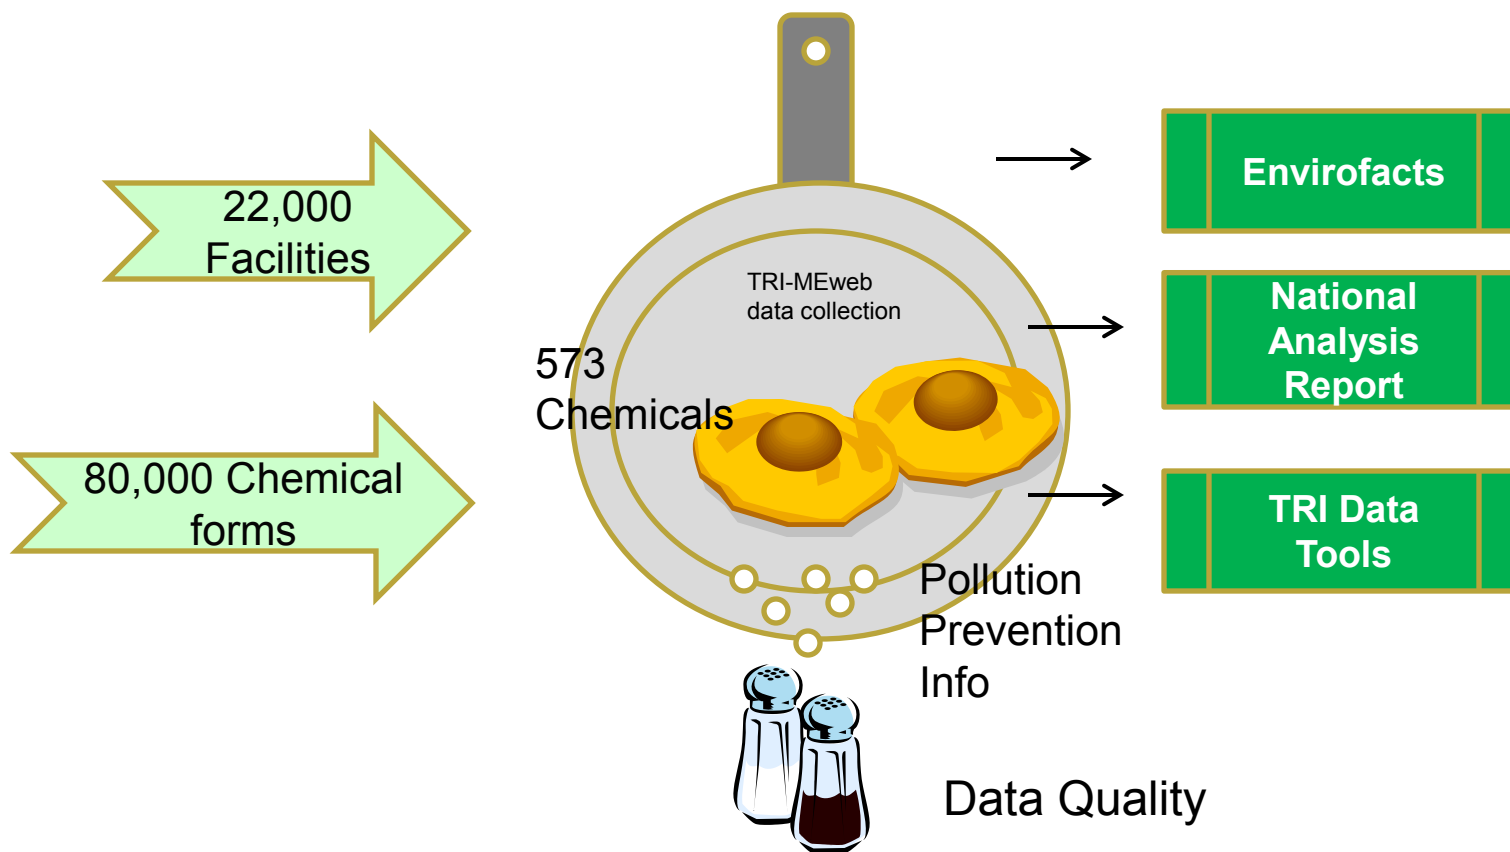 22,000
Facilities
80,000 Chemical
forms
TRI-MEweb
data collection
573
Chemicals
Pollution
Prevention
Info
Data Quality
Envirofacts
National
Analysis
Report
TRI Data
Tools